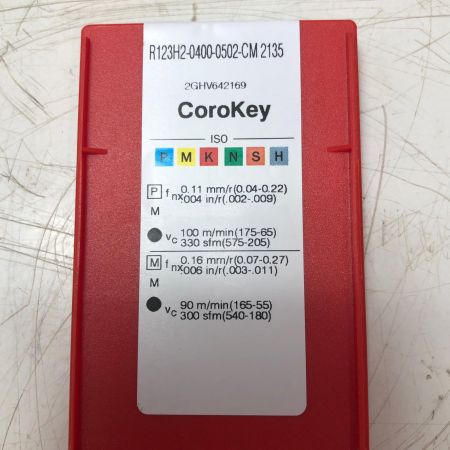 R123H2-0400-0502-CM 2135
2GHV642169
CoroKey
ISO
P M K N S H
P f nx 0.11 mm/r(0.04-0.22)
.004 in/r(.002-.009)
M
vc 100 m/min(175-65)
330 sfm(575-205)
M f nx 0.16 mm/r(0.07-0.27)
.006 in/r(.003-.011)
M
vc 90 m/min(165-55)
300 sfm(540-180)